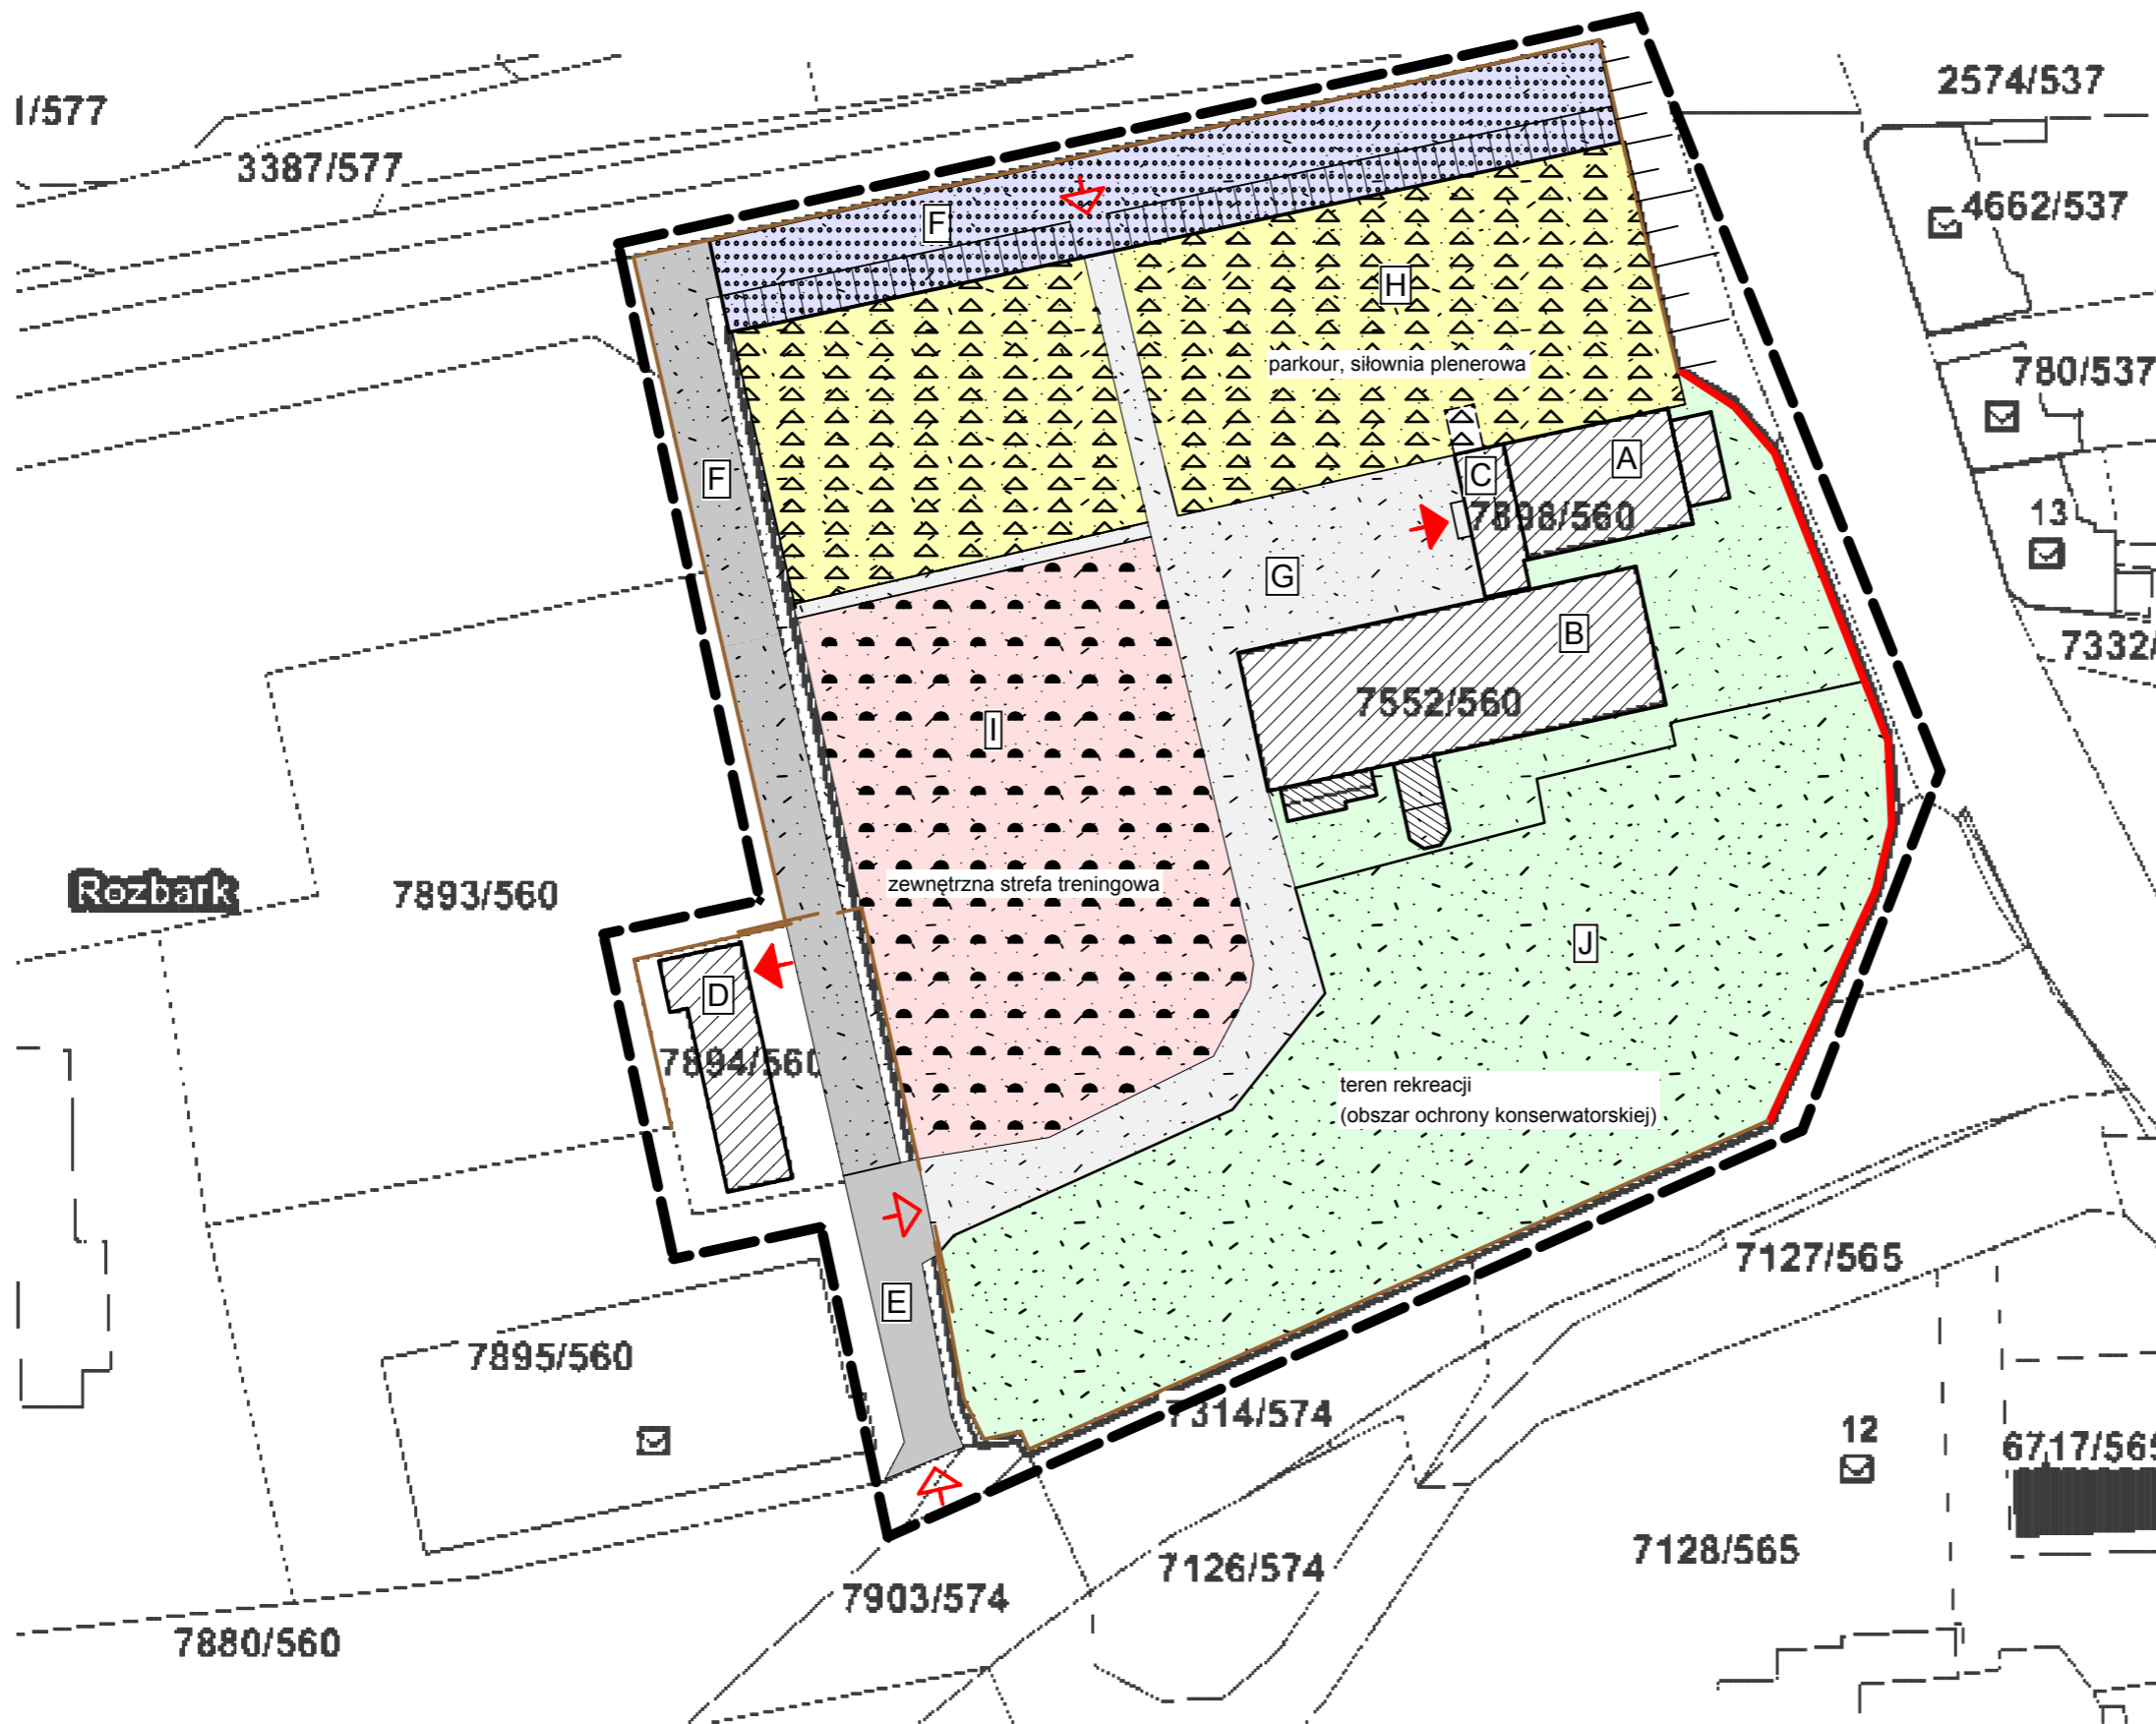 1/577
2574/537
3387/577
4662/537
F
H
parkour, siłownia plenerowa
780/537
F
C
A
7898/560
13
G
B
7332/
7552/560
I
Rozbark
7893/560
zewnętrzna strefa treningowa
J
D
7894/560
teren rekreacji
(obszar ochrony konserwatorskiej)
7127/565
E
7895/560
7314/574
12
6717/565
7128/565
7126/574
7903/574
7880/560